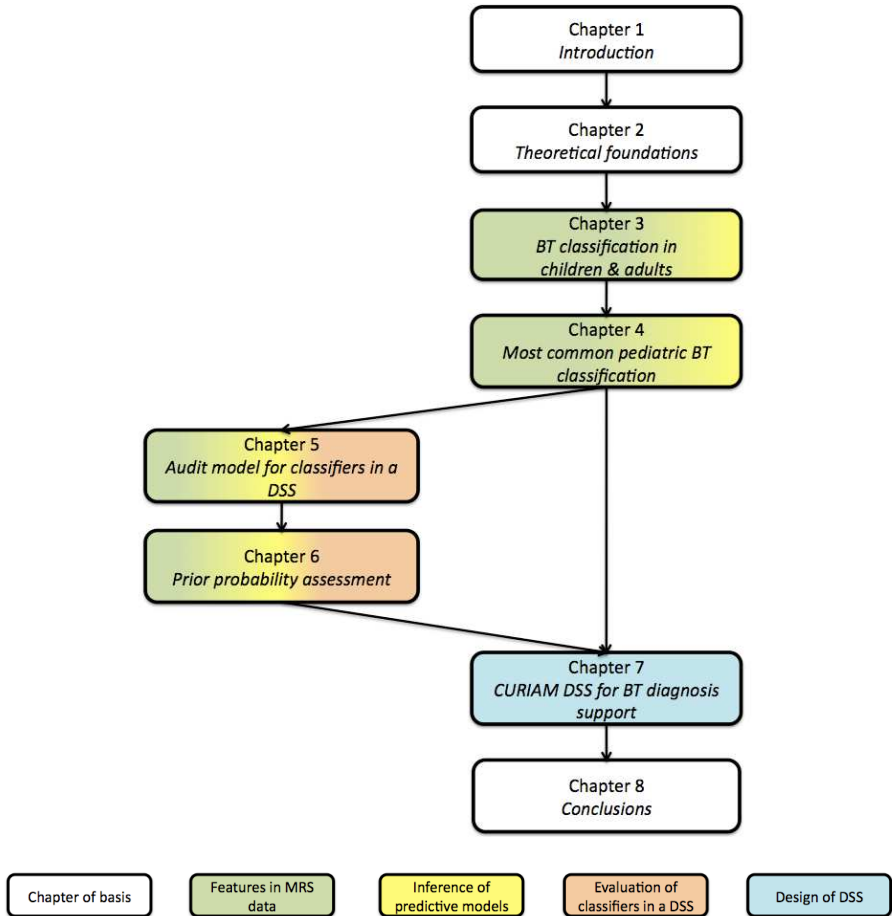 Chapter 1
Introduction
Chapter 2
Theoretical foundations
Chapter 3
BT classification in
children & adults
Chapter 4
Most common pediatric BT
classification
Chapter 5
Audit model for classifiers in a
DSS
Chapter 6
Prior probability assessment
Chapter 7
CURIAM DSS for BT diagnosis
support
Chapter 8
Conclusions
Chapter of basis
Features in MRS
data
Inference of
predictive models
Evaluation of
classifiers in a DSS
Design of DSS